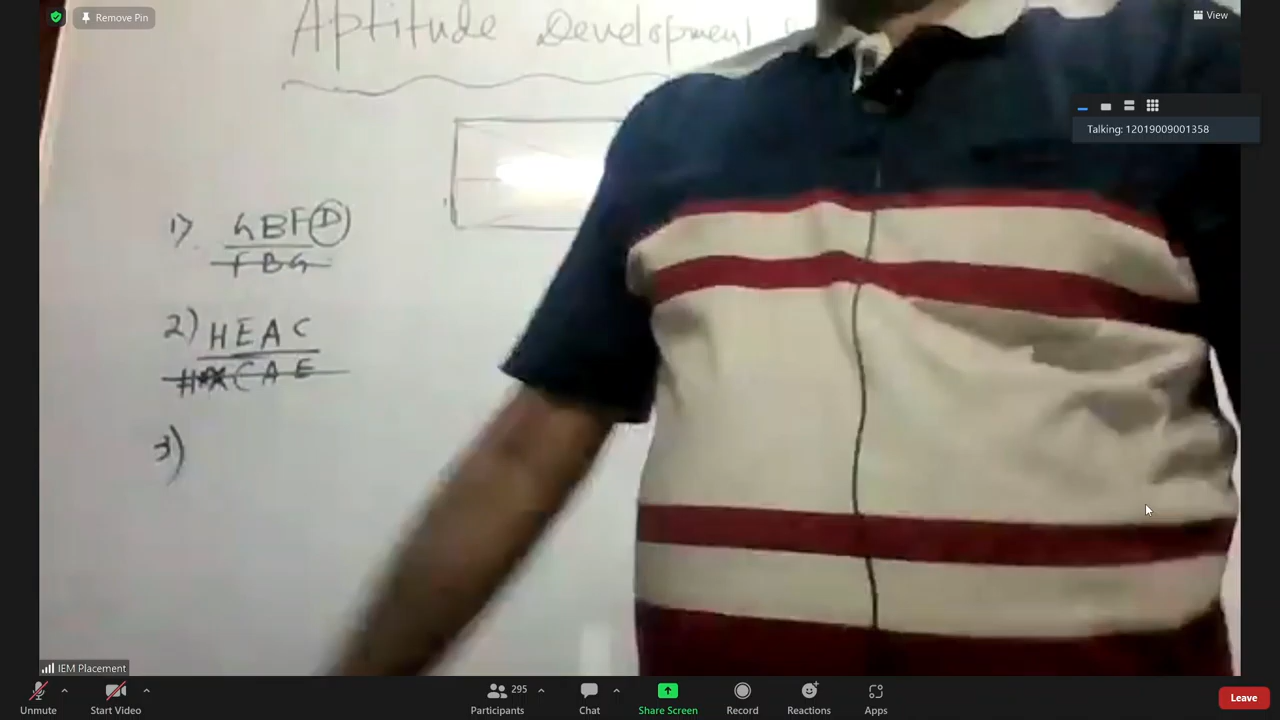 Remove Pin
View
Aptitude Development
Talking: 12019009001358
1) GBFD
FBG
2) HEAC
CAE
3)
IEM Placement
295
Unmute
Start Video
Participants
Chat
Share Screen
Record
Reactions
Apps
Leave